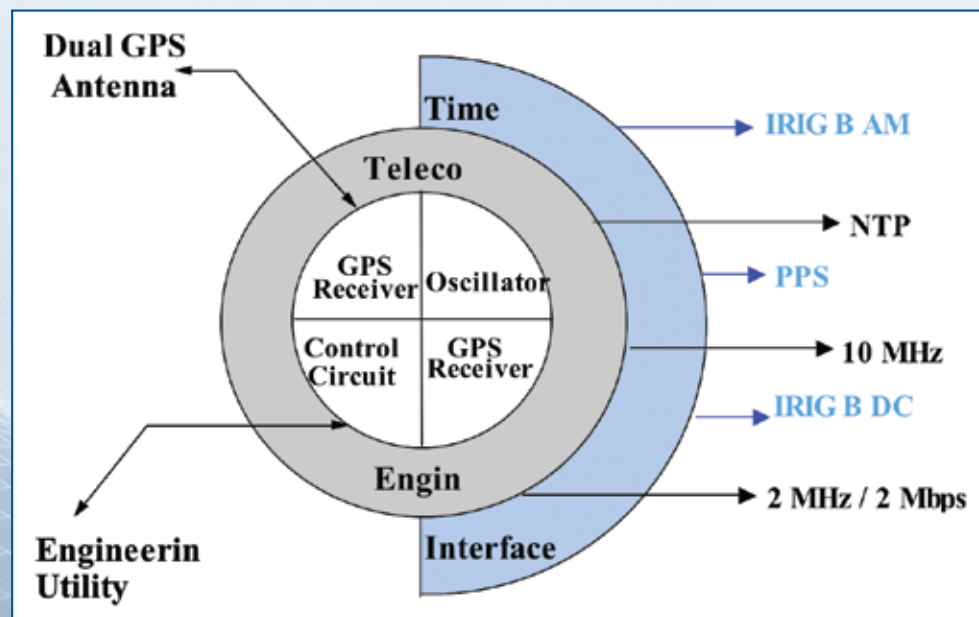 Dual GPS
Antenna
Time
IRIG B AM
Teleco
NTP
GPS
Receiver
Oscillator
PPS
Control
Circuit
GPS
Receiver
10 MHz
IRIG B DC
Engin
2 MHz / 2 Mbps
Engineerin
Utility
Interface